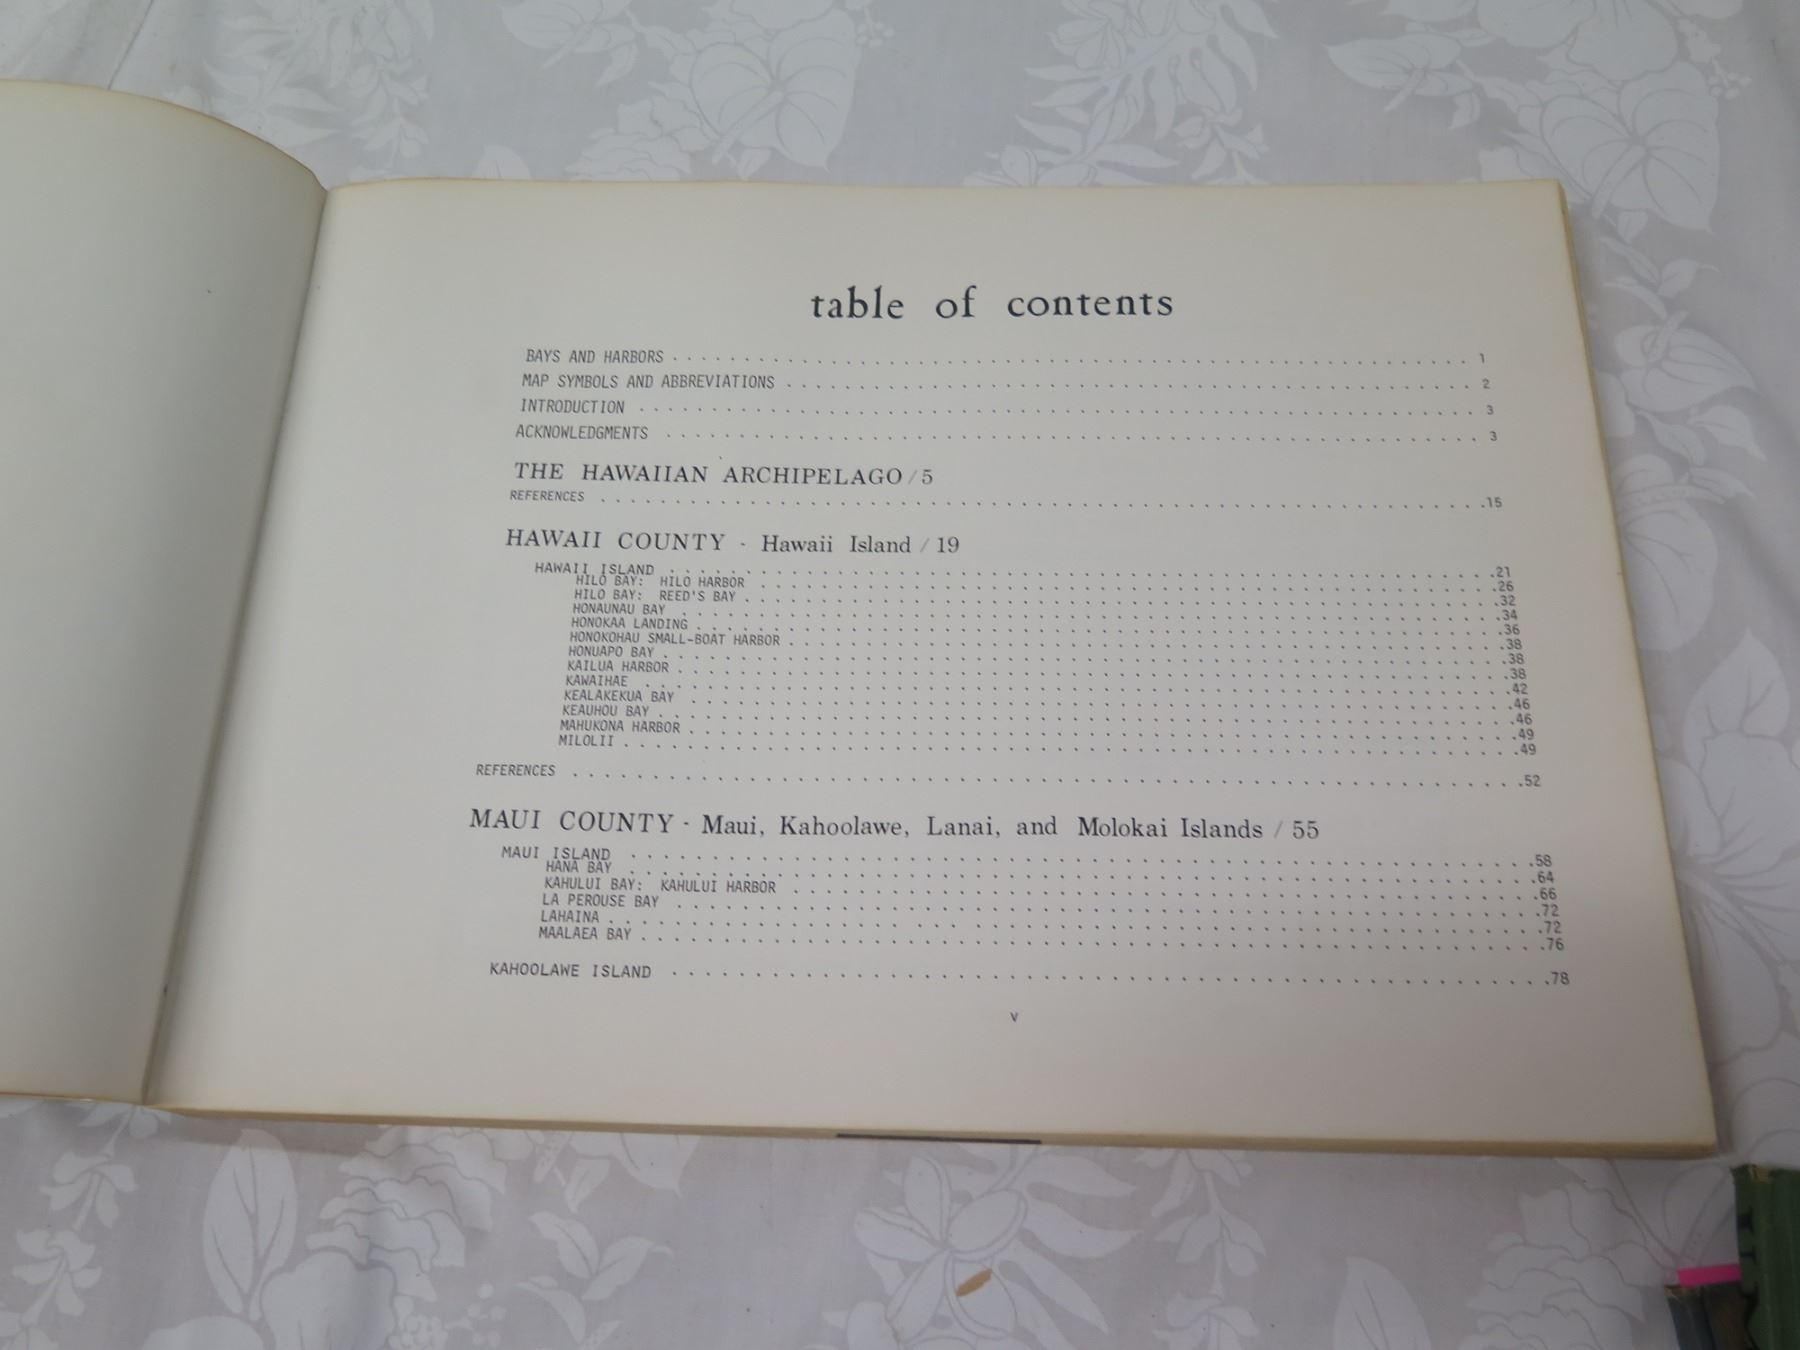 table of contents
BAYS AND HARBORS . . . . . . . . . . . . . . . . . . . . 1
MAP SYMBOLS AND ABBREVIATIONS . . . . . . . . . . . . . . . . . . . . 2
INTRODUCTION . . . . . . . . . . . . . . . . . . . . 3
ACKNOWLEDGMENTS . . . . . . . . . . . . . . . . . . . . 3
THE HAWAIIAN ARCHIPELAGO / 5
REFERENCES . . . . . . . . . . . . . . . . . . . . 15
HAWAII COUNTY - Hawaii Island / 19
HAWAII ISLAND . . . . . . . . . . . . . . . . . . . . 21
HILO BAY: HILO HARBOR . . . . . . . . . . . . . . . . . . . . 26
HILO BAY: REED'S BAY . . . . . . . . . . . . . . . . . . . . 32
HONAUNAU BAY . . . . . . . . . . . . . . . . . . . . 34
HONOKAA LANDING . . . . . . . . . . . . . . . . . . . . 36
HONOKOHAU SMALL-BOAT HARBOR . . . . . . . . . . . . . . . . . . . . 38
HONUAPO BAY . . . . . . . . . . . . . . . . . . . . 38
KAILUA HARBOR . . . . . . . . . . . . . . . . . . . . 38
KAWAIHAE . . . . . . . . . . . . . . . . . . . . 42
KEALAKEKUA BAY . . . . . . . . . . . . . . . . . . . . 46
KEAUHOU BAY . . . . . . . . . . . . . . . . . . . . 46
MAHUKONA HARBOR . . . . . . . . . . . . . . . . . . . . 49
MILOLII . . . . . . . . . . . . . . . . . . . . 49
REFERENCES . . . . . . . . . . . . . . . . . . . . 52
MAUI COUNTY - Maui, Kahoolawe, Lanai, and Molokai Islands / 55
MAUI ISLAND . . . . . . . . . . . . . . . . . . . . 58
HANA BAY . . . . . . . . . . . . . . . . . . . . 64
KAHULUI BAY: KAHULUI HARBOR . . . . . . . . . . . . . . . . . . . . 66
LA PEROUSE BAY . . . . . . . . . . . . . . . . . . . . 72
LAHAINA . . . . . . . . . . . . . . . . . . . . 72
MAALAEA BAY . . . . . . . . . . . . . . . . . . . . 76
KAHOOLAWE ISLAND . . . . . . . . . . . . . . . . . . . . 78
v